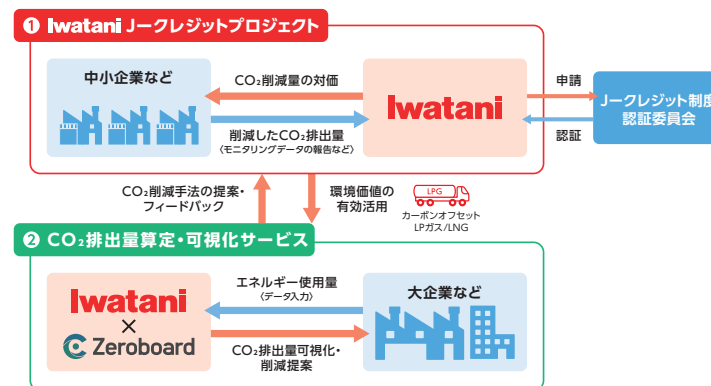 ❶ Iwatani Jークレジットプロジェクト
中小企業など
CO₂削減量の対価
削減したCO₂排出量
〈モニタリングデータの報告など〉
Iwatani
申請
認証
Jークレジット制度
認証委員会
CO₂削減手法の提案・
フィードバック
環境価値の
有効活用
LPG
カーボンオフセット
LPガス/LNG
❷ CO₂排出量算定・可視化サービス
Iwatani
×
Zeroboard
エネルギー使用量
〈データ入力〉
CO₂排出量可視化・
削減提案
大企業など